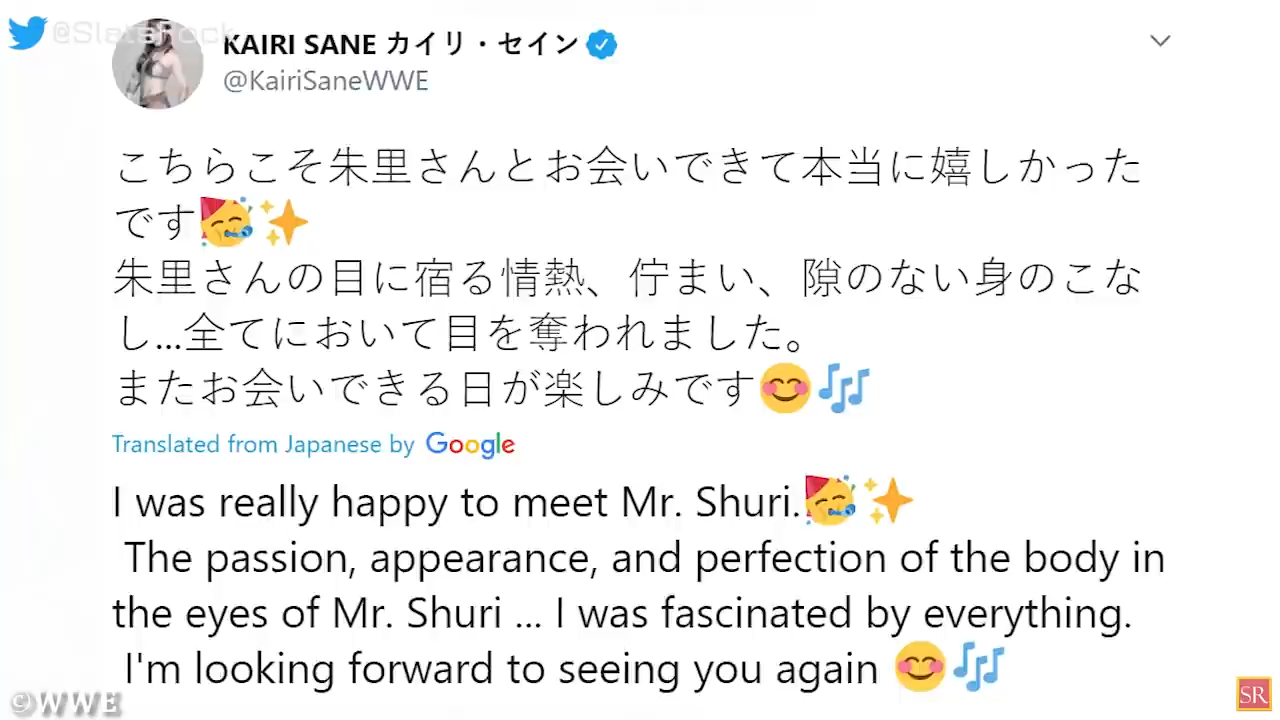 @SlateRock
KAIRI SANE カイリ・セイン
@KairiSaneWWE
こちらこそ朱里さんとお会いできて本当に嬉しかった
です🥳✨
朱里さんの目に宿る情熱、佇まい、隙のない身のこな
し...全てにおいて目を奪われました。
またお会いできる日が楽しみです😊🎶
Translated from Japanese by Google
I was really happy to meet Mr. Shuri.🥳✨
The passion, appearance, and perfection of the body in
the eyes of Mr. Shuri ... I was fascinated by everything.
I'm looking forward to seeing you again 😊🎶
©WWE
SR